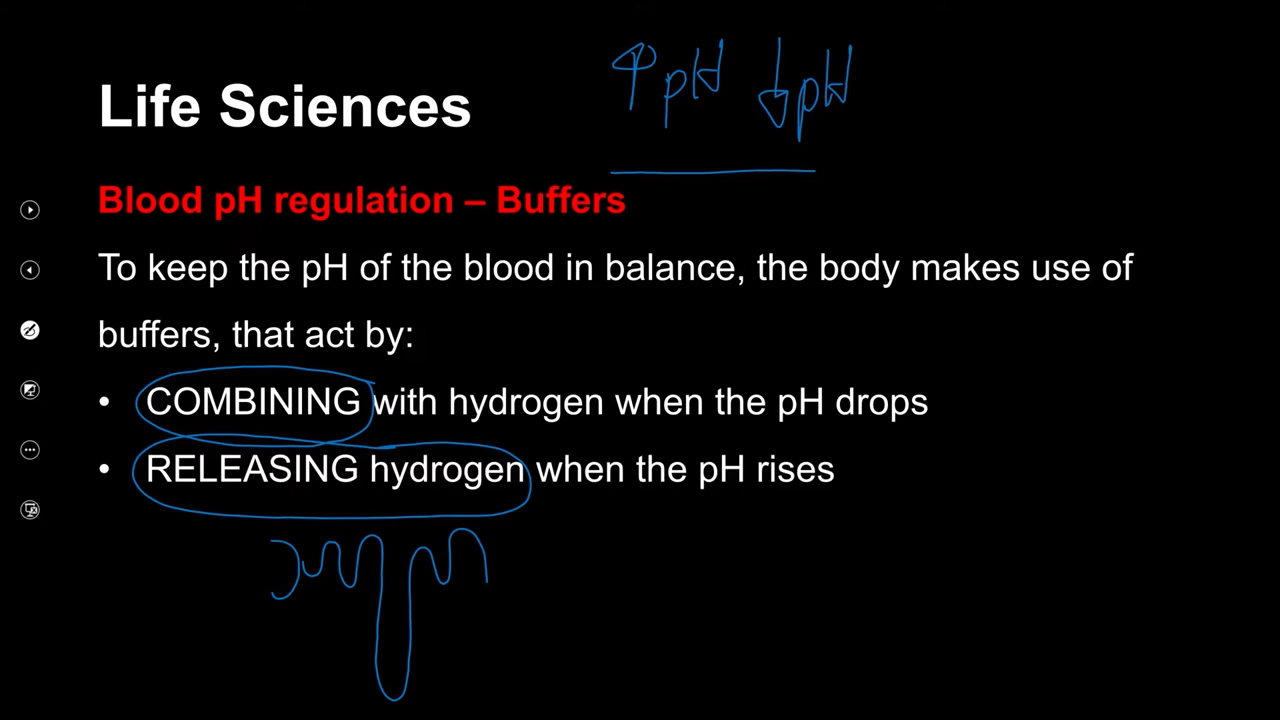 ↑pH ↓pH
Life Sciences
Blood pH regulation – Buffers
To keep the pH of the blood in balance, the body makes use of
buffers, that act by:
• COMBINING with hydrogen when the pH drops
• RELEASING hydrogen when the pH rises